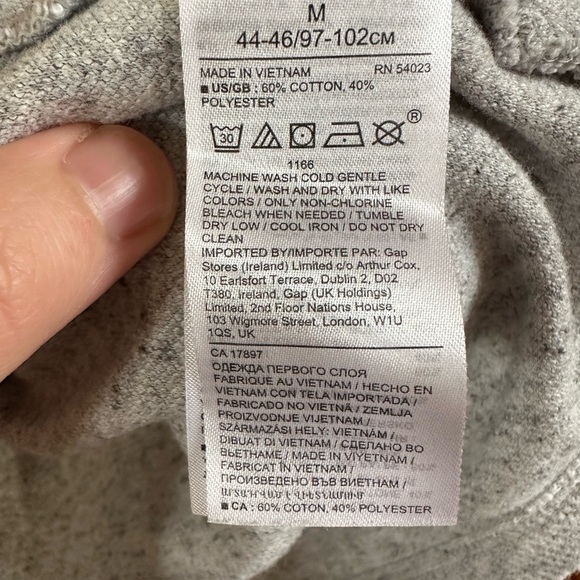 M
44-46/97-102CM
MADE IN VIETNAM RN 54023
■ US/GB : 60% COTTON, 40%
POLYESTER
30
®
1166
MACHINE WASH COLD GENTLE
CYCLE / WASH AND DRY WITH LIKE
COLORS / ONLY NON-CHLORINE
BLEACH WHEN NEEDED / TUMBLE
DRY LOW / COOL IRON / DO NOT DRY
CLEAN
IMPORTED BY/IMPORTE PAR: Gap
Stores (Ireland) Limited c/o Arthur Cox,
10 Earlsfort Terrace, Dublin 2, D02
T380, Ireland, Gap (UK Holdings)
Limited, 2nd Floor Nations House,
103 Wigmore Street, London, W1U
1QS, UK
CA 17897
ОДЕЖДА ПЕРВОГО СЛОЯ
FABRIQUE AU VIETNAM / HECHO EN
VIETNAM CON TELA IMPORTADA /
FABRICADO NO VIETNÃ / ZEMLJA
PROIZVODNJE VIJETNAM /
SZÁRMAZÁSI HELY: VIETNÁM /
DIBUAT DI VIETNAM / СДЕЛАНО ВО
ВЬЕТНАМЕ / MADE IN VIYETNAM /
FABRICAT ÎN VIETNAM /
ПРОИЗВЕДЕНО ВЪВ ВИЕТНАМ /
■ CA : 60% COTON, 40% POLYESTER